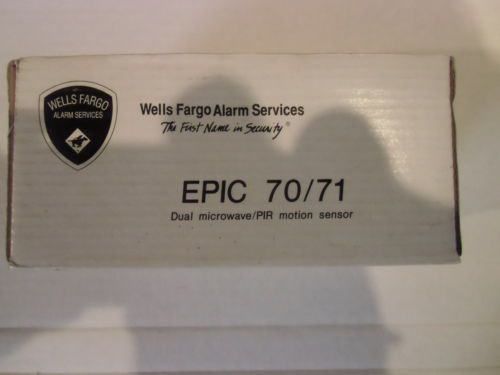 WELLS FARGO
ALARM SERVICES
Wells Fargo Alarm Services
The First Name in Security®
EPIC 70/71
Dual microwave/PIR motion sensor